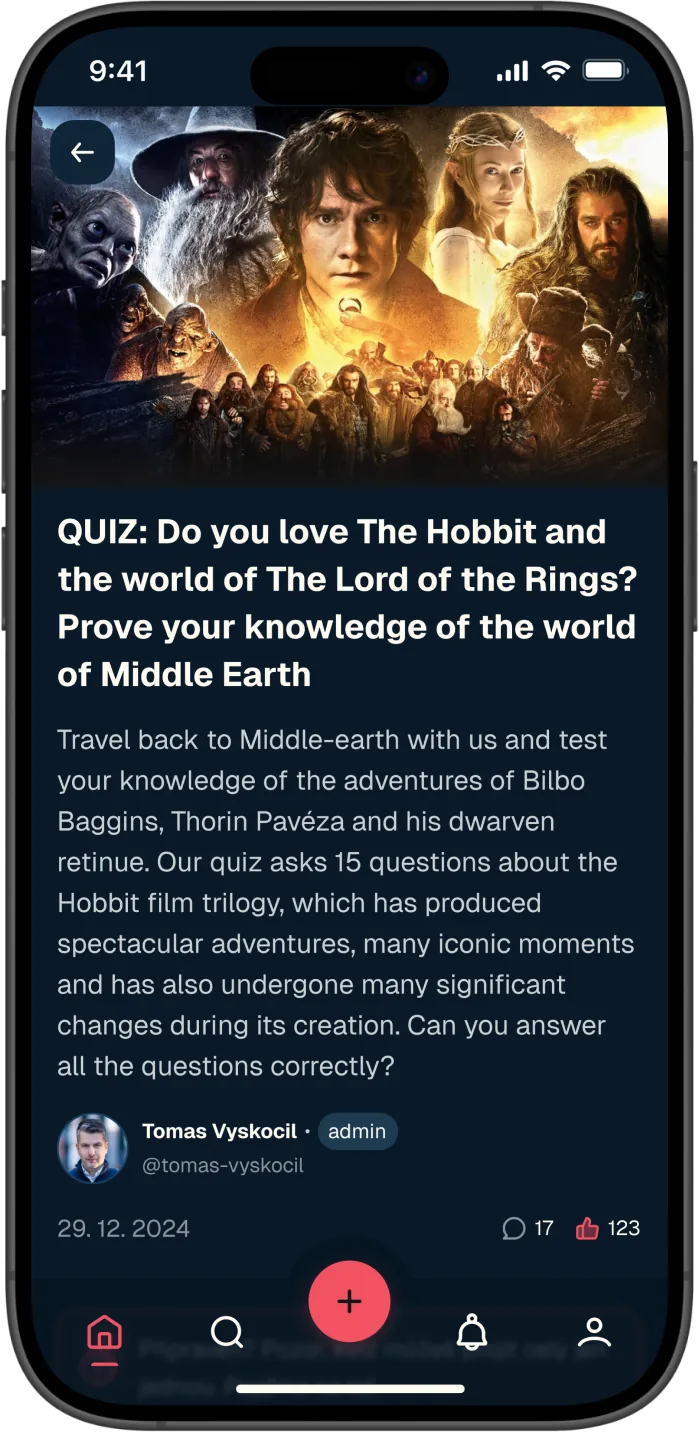 9:41
QUIZ: Do you love The Hobbit and
the world of The Lord of the Rings?
Prove your knowledge of the world
of Middle Earth
Travel back to Middle-earth with us and test
your knowledge of the adventures of Bilbo
Baggins, Thorin Pavéza and his dwarven
retinue. Our quiz asks 15 questions about the
Hobbit film trilogy, which has produced
spectacular adventures, many iconic moments
and has also undergone many significant
changes during its creation. Can you answer
all the questions correctly?
Tomas Vyskocil • admin
@tomas-vyskocil
29. 12. 2024 17 123